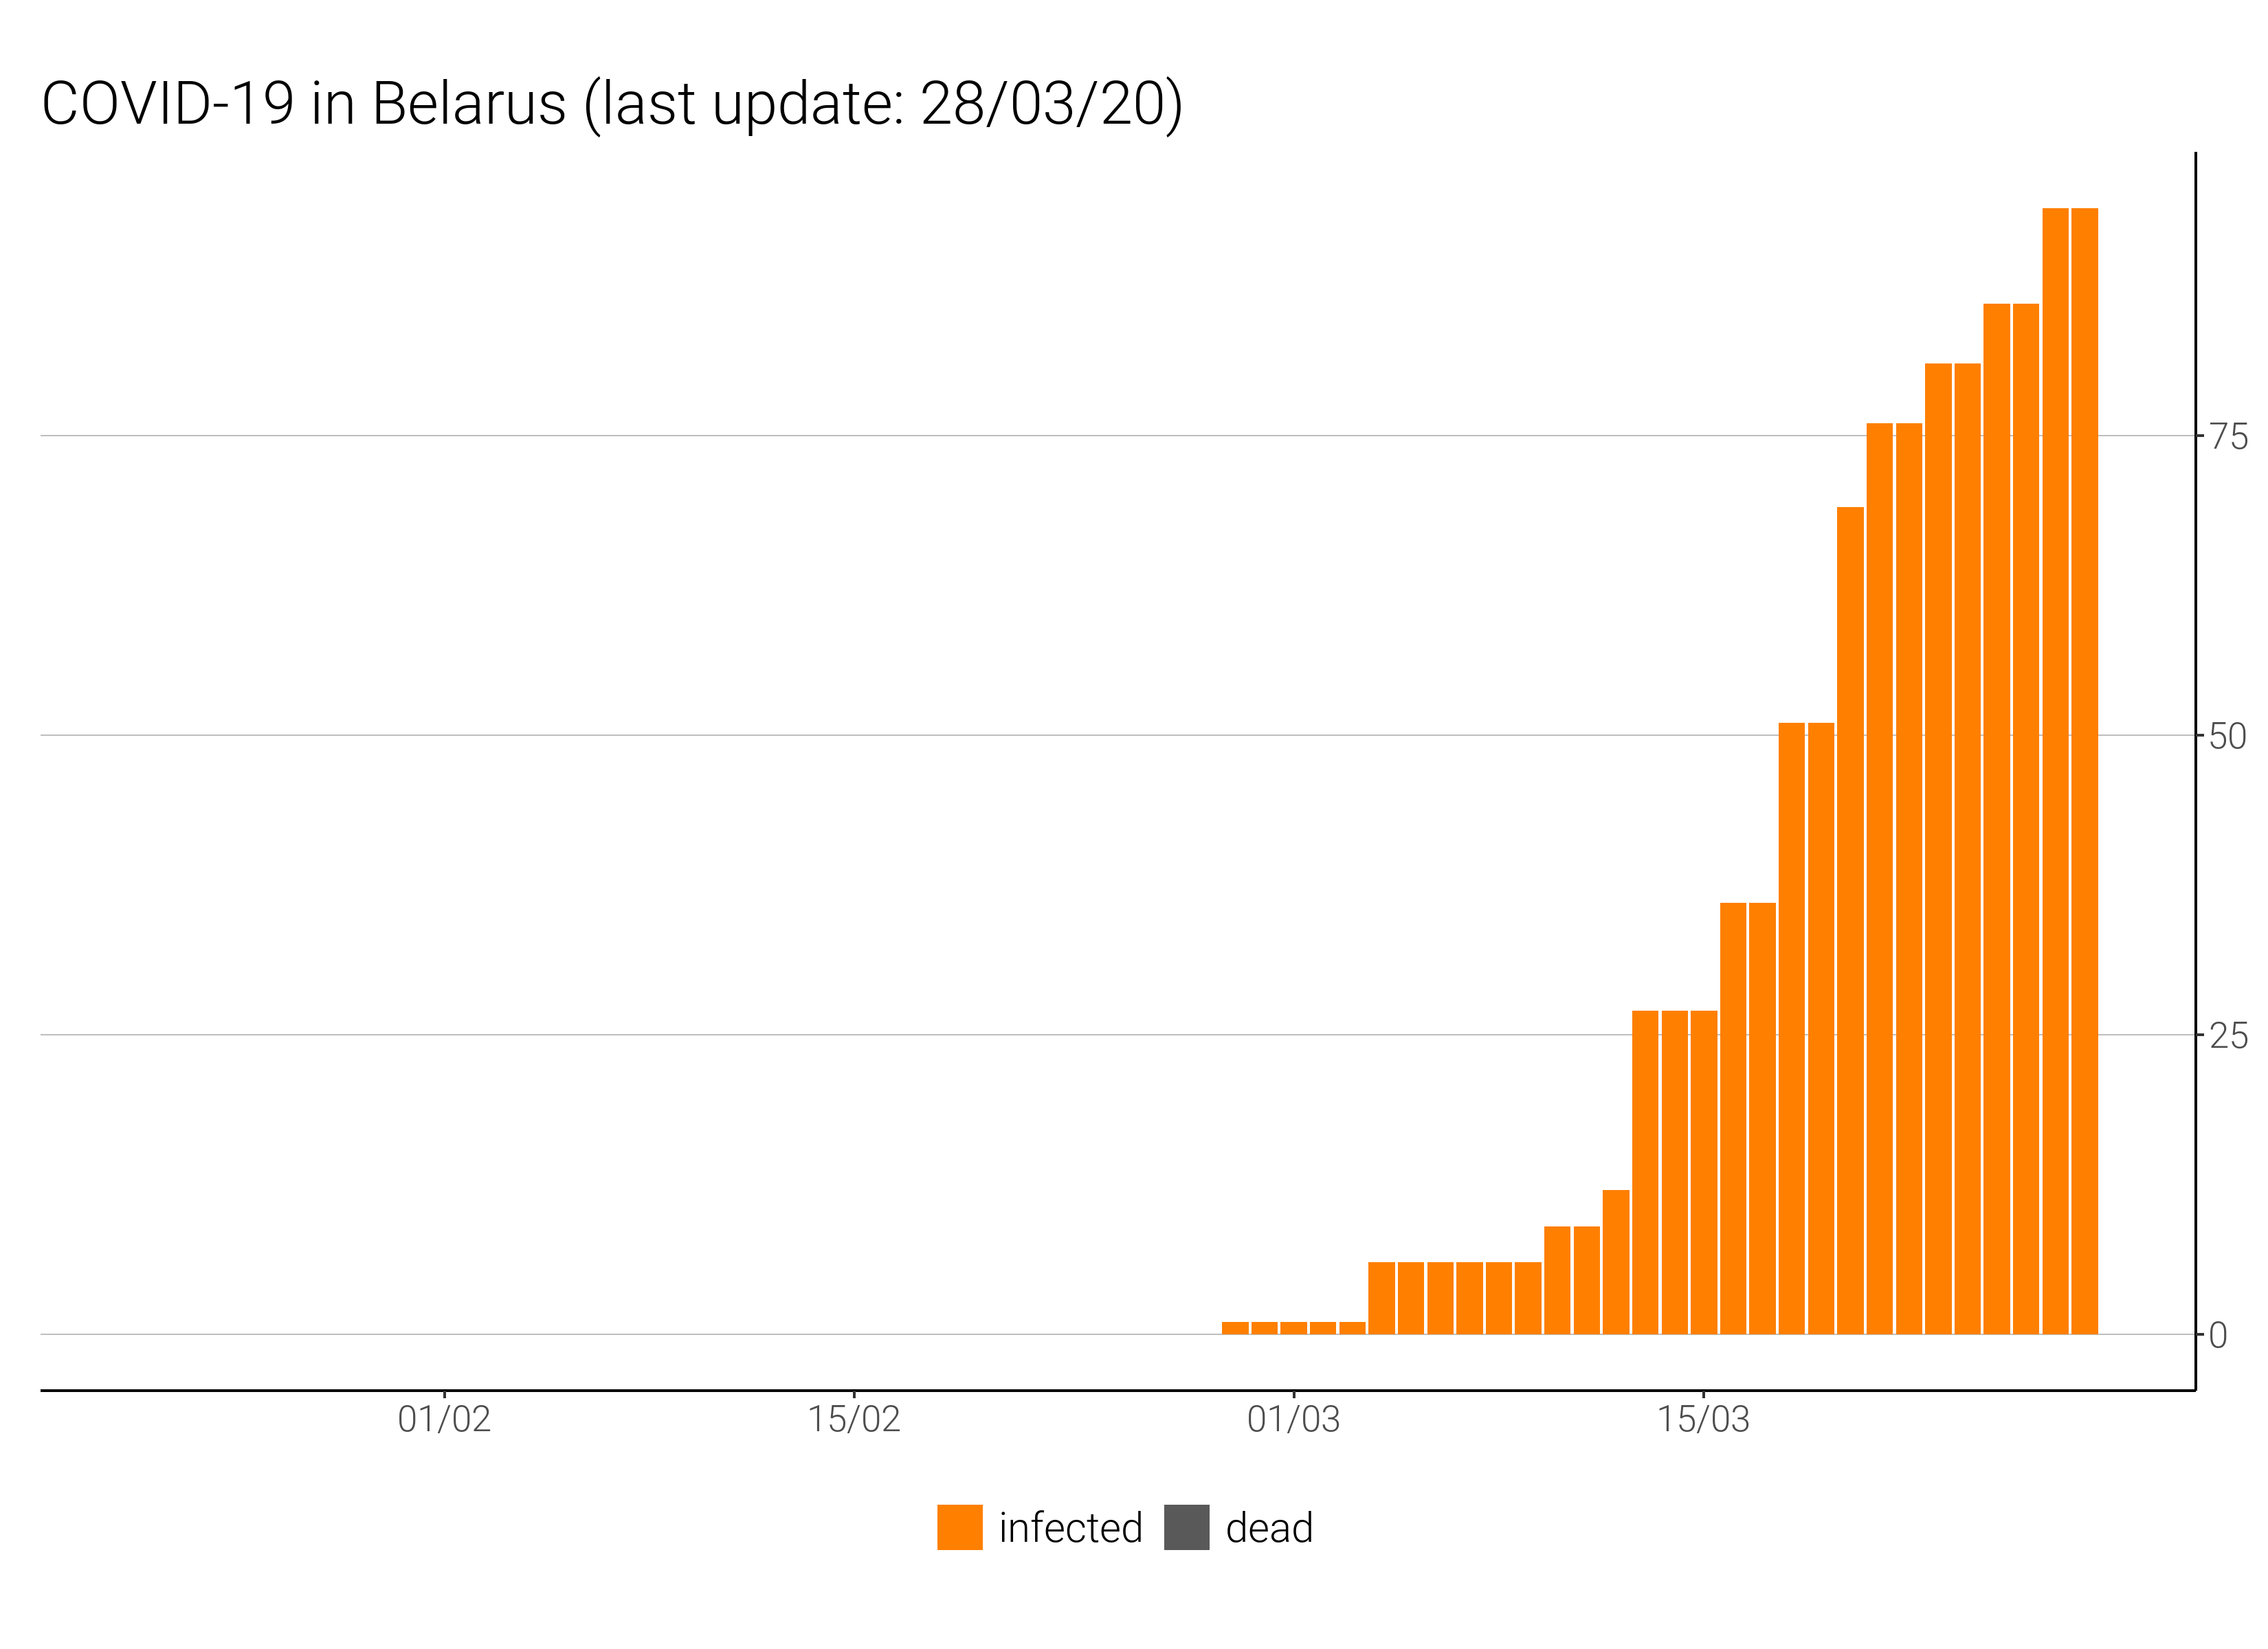 COVID-19 in Belarus (last update: 28/03/20)
75
50
25
0
01/02 15/02 01/03 15/03
infected dead